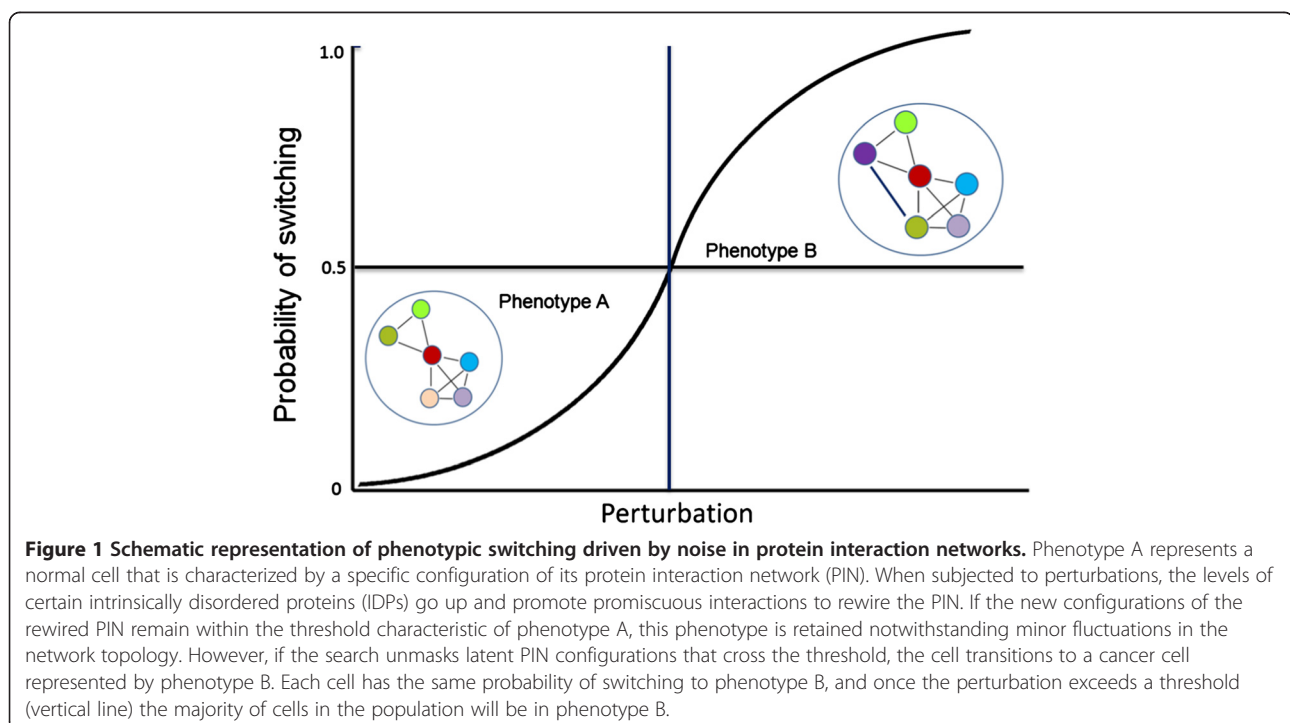 1.0
Probability of switching
Phenotype B
0.5
Phenotype A
0
Perturbation
Figure 1 Schematic representation of phenotypic switching driven by noise in protein interaction networks. Phenotype A represents a
normal cell that is characterized by a specific configuration of its protein interaction network (PIN). When subjected to perturbations, the levels of
certain intrinsically disordered proteins (IDPs) go up and promote promiscuous interactions to rewire the PIN. If the new configurations of the
rewired PIN remain within the threshold characteristic of phenotype A, this phenotype is retained notwithstanding minor fluctuations in the
network topology. However, if the search unmasks latent PIN configurations that cross the threshold, the cell transitions to a cancer cell
represented by phenotype B. Each cell has the same probability of switching to phenotype B, and once the perturbation exceeds a threshold
(vertical line) the majority of cells in the population will be in phenotype B.